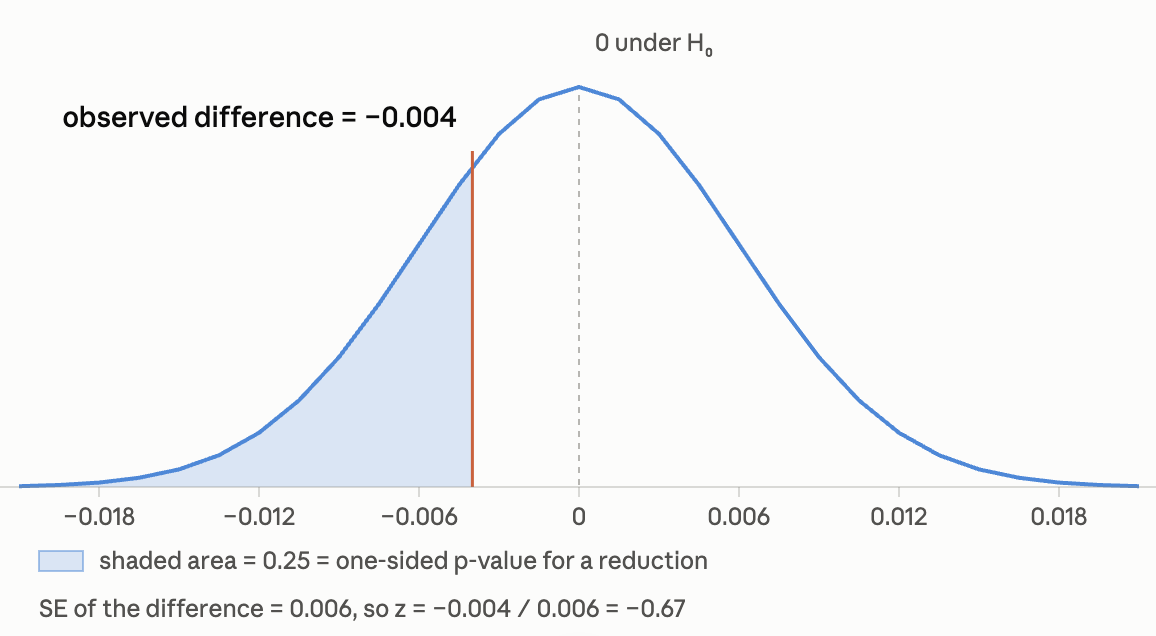 0 under H₀
observed difference = −0.004
−0.018 −0.012 −0.006 0 0.006 0.012 0.018
shaded area = 0.25 = one-sided p-value for a reduction
SE of the difference = 0.006, so z = −0.004 / 0.006 = −0.67